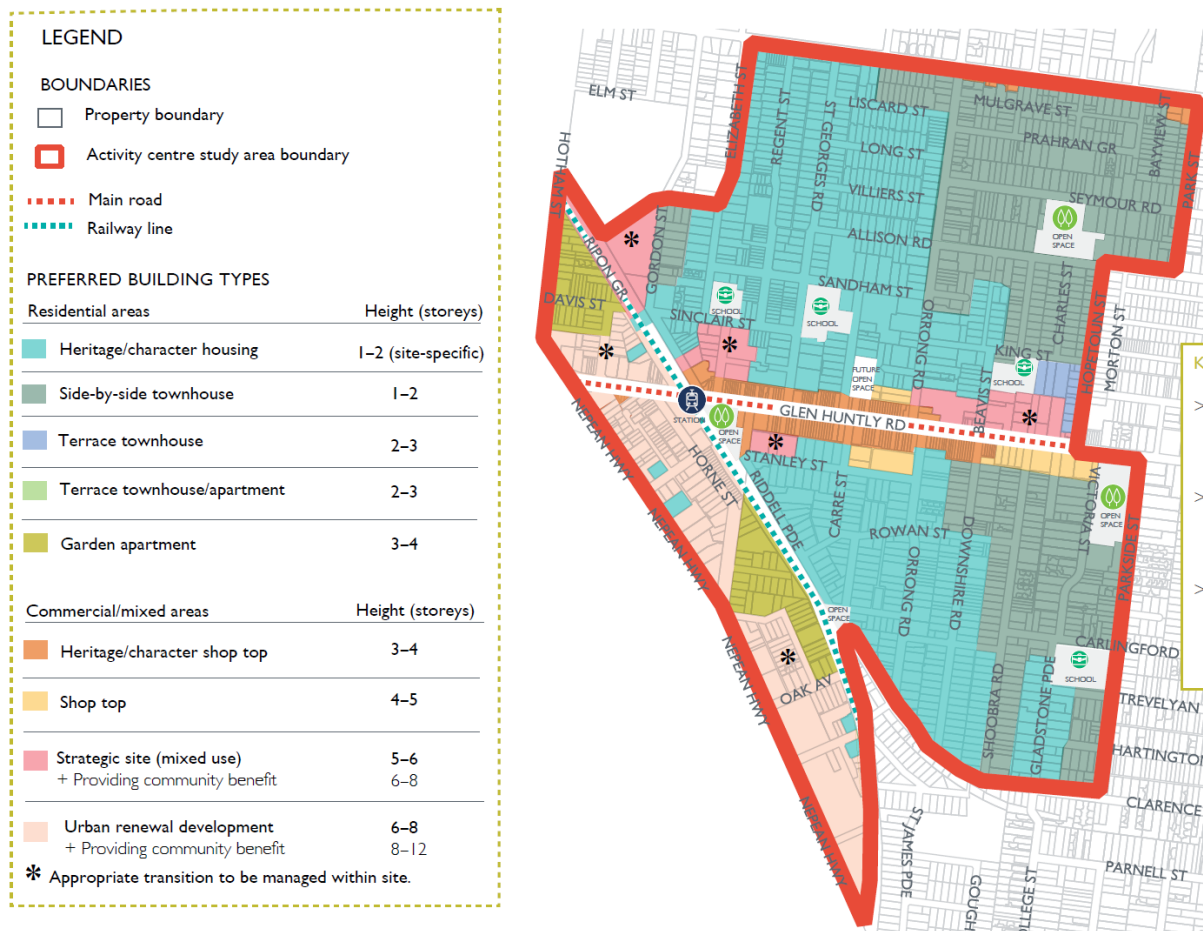 LEGEND
BOUNDARIES
Property boundary
Activity centre study area boundary
Main road
Railway line
PREFERRED BUILDING TYPES
Residential areas Height (storeys)
Heritage/character housing 1–2 (site-specific)
Side-by-side townhouse 1–2
Terrace townhouse 2–3
Terrace townhouse/apartment 2–3
Garden apartment 3–4
Commercial/mixed areas Height (storeys)
Heritage/character shop top 3–4
Shop top 4–5
Strategic site (mixed use) 5–6
+ Providing community benefit 6–8
Urban renewal development 6–8
+ Providing community benefit 8–12
* Appropriate transition to be managed within site.
ELM ST
HOTHAM ST
ELIZABETH ST
REGENT ST
ST GEORGES RD
LISCARD ST
LONG ST
VILLIERS ST
ALLISON RD
MULGRAVE ST
PRAHRAN GR
BAYVIEW ST
PARK ST
SEYMOUR RD
OPEN
SPACE
RIPON GR
GORDON ST
*
DAVIS ST
SINCLAIR ST
SCHOOL
SANDHAM ST
SCHOOL
ORRONG RD
CHARLES ST
HOPETOUN ST
MORTON ST
KING ST
SCHOOL
BEAVIS ST
FUTURE
OPEN
SPACE
*
*
*
*
STATION
OPEN
SPACE
GLEN HUNTLY RD
NEPEAN HWY
STANLEY ST
HORNE ST
RIDDELL PDE
CARRE ST
ROWAN ST
ORRONG RD
DOWNSHIRE RD
VICTORIA ST
OPEN
SPACE
PARKSIDE ST
NEPEAN HWY
OPEN
SPACE
NEPEAN HWY
*
OAK AV
SHOOBRA RD
GLADSTONE PDE
CARLINGFORD
SCHOOL
TREVELYAN
HARTINGTON
CLARENCE
NEPEAN HWY
ST JAMES PDE
PARNELL ST
GOUGH
OLLEGE ST
K
>
>
>